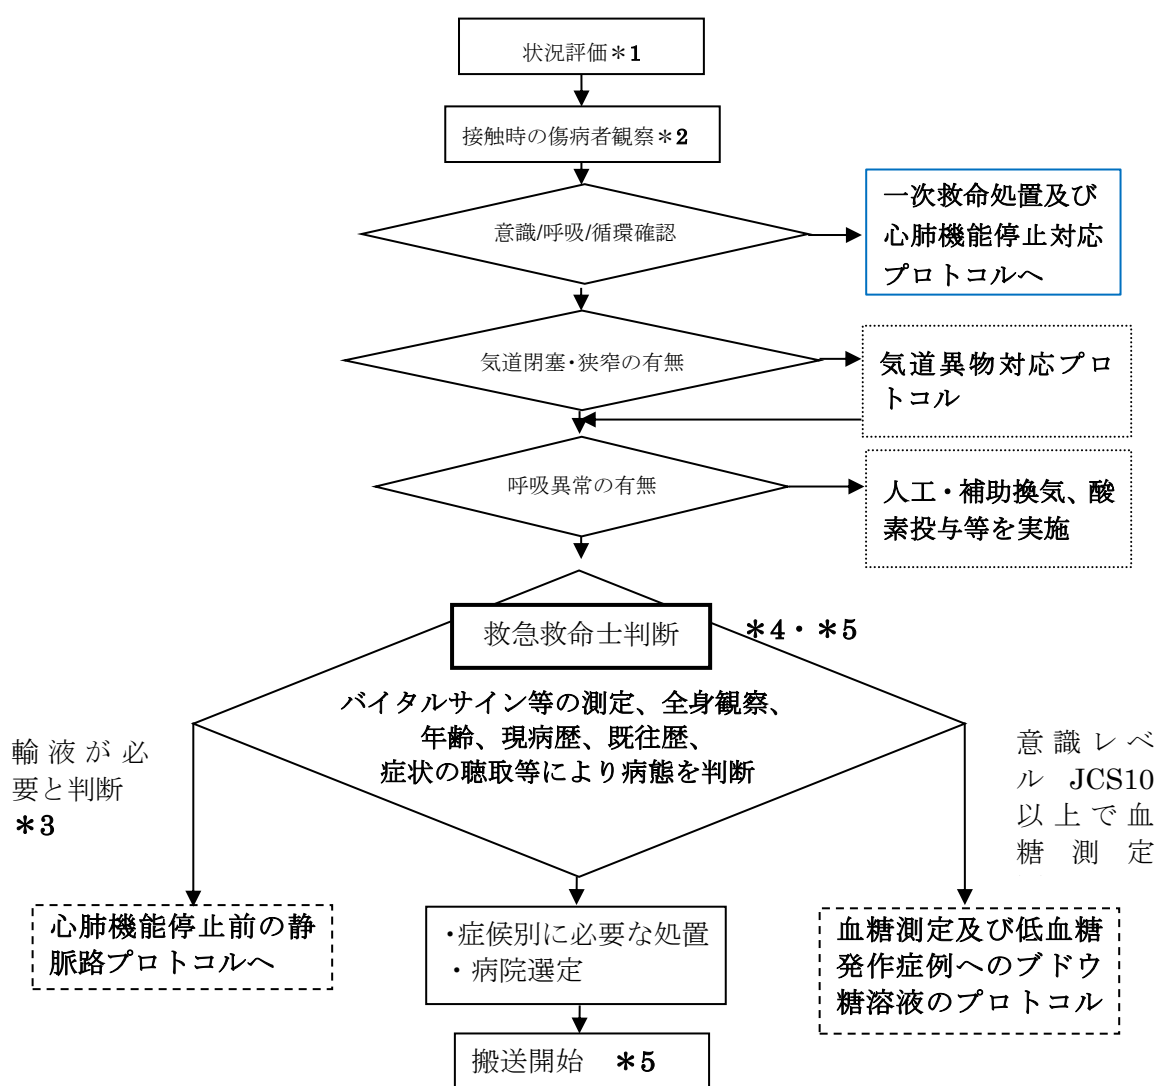 状況評価＊1
接触時の傷病者観察＊2
意識/呼吸/循環確認
一次救命処置及び
心肺機能停止対応
プロトコルへ
気道閉塞・狭窄の有無
気道異物対応プロ
トコル
呼吸異常の有無
人工・補助換気、酸
素投与等を実施
救急救命士判断
＊4・＊5
バイタルサイン等の測定、全身観察、
年齢、現病歴、既往歴、
症状の聴取等により病態を判断
輸液が必
要と判断
＊3
意識レベ
ル JCS10
以上で血
糖測定
心肺機能停止前の静
脈路プロトコルへ
・症候別に必要な処置
・病院選定
血糖測定及び低血糖
発作症例へのブドウ
糖溶液のプロトコル
搬送開始 ＊5